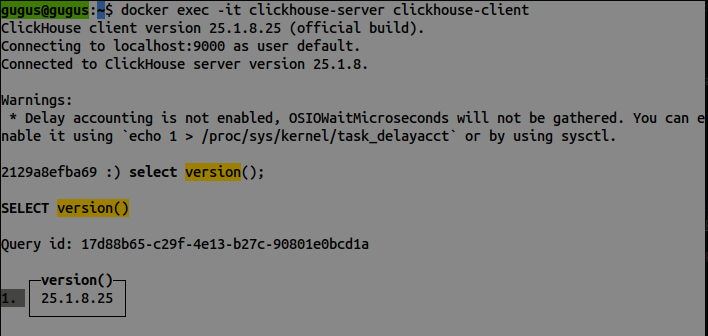 gugus@gugus:~$ docker exec -it clickhouse-server clickhouse-client
ClickHouse client version 25.1.8.25 (official build).
Connecting to localhost:9000 as user default.
Connected to ClickHouse server version 25.1.8.
Warnings:
* Delay accounting is not enabled, OSIOWaitMicroseconds will not be gathered. You can e
nable it using `echo 1 > /proc/sys/kernel/task_delayacct` or by using sysctl.
2129a8efba69 :) select version();
SELECT version()
Query id: 17d88b65-c29f-4e13-b27c-90801e0bcd1a
version()
1. 25.1.8.25